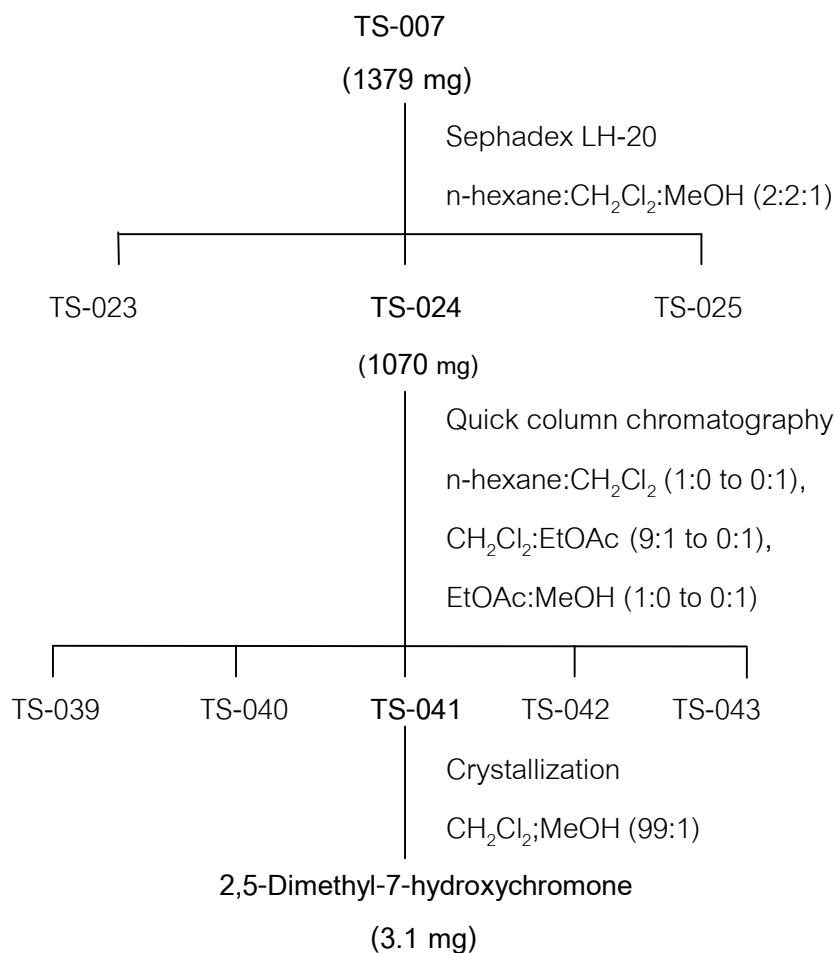 TS-007
(1379 mg)
Sephadex LH-20
n-hexane:CH₂Cl₂:MeOH (2:2:1)
TS-023 TS-024 TS-025
(1070 mg)
Quick column chromatography
n-hexane:CH₂Cl₂ (1:0 to 0:1),
CH₂Cl₂:EtOAc (9:1 to 0:1),
EtOAc:MeOH (1:0 to 0:1)
TS-039 TS-040 TS-041 TS-042 TS-043
Crystallization
CH₂Cl₂;MeOH (99:1)
2,5-Dimethyl-7-hydroxychromone
(3.1 mg)